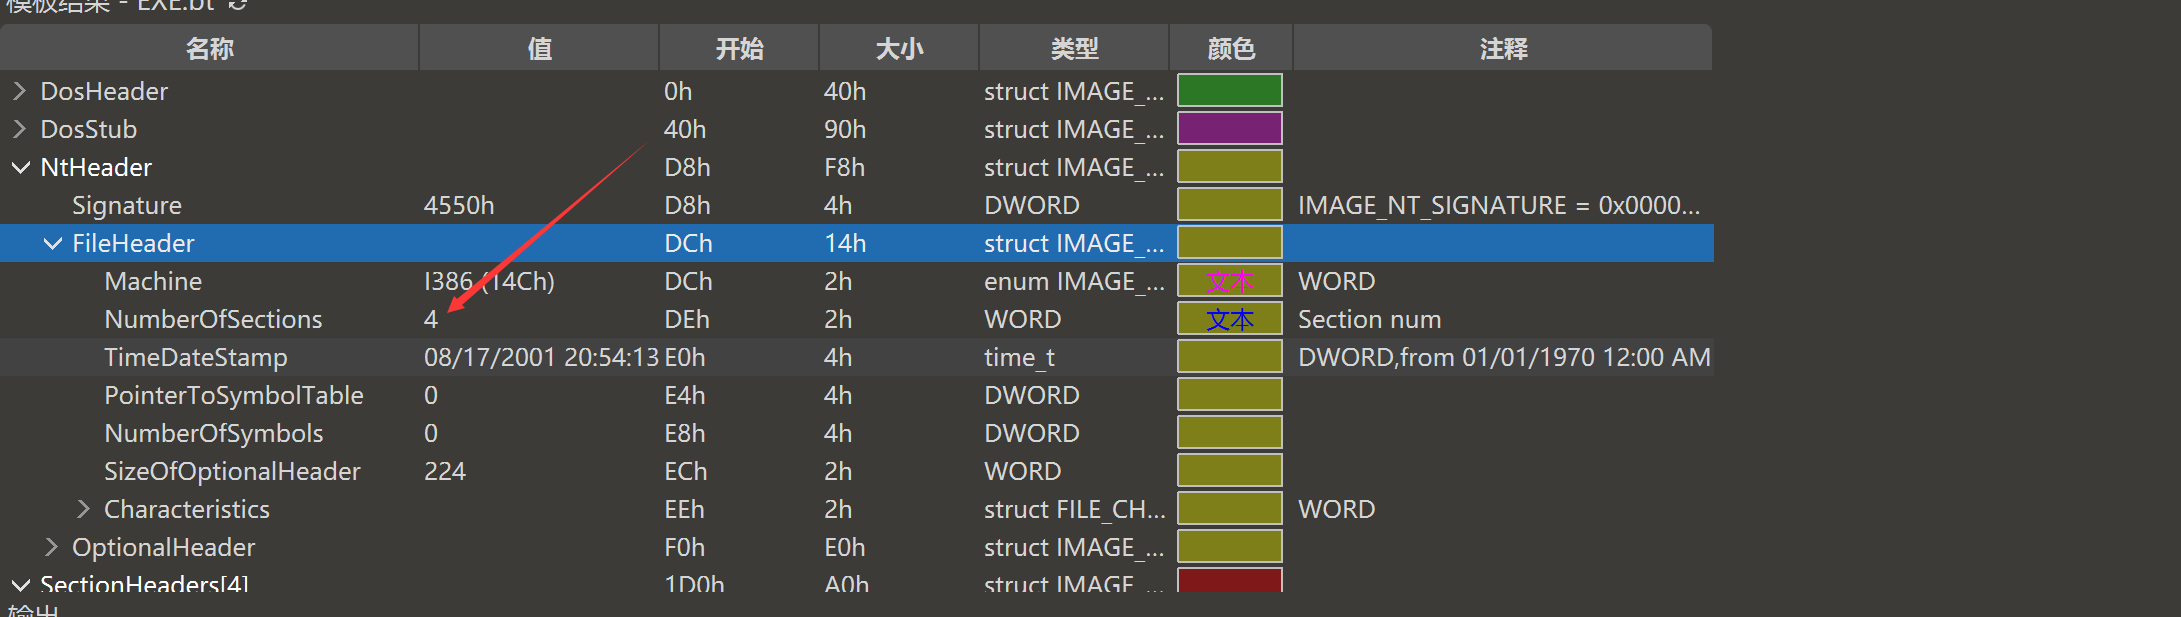 模板结果 - EXE.bt
名称 值 开始 大小 类型 颜色 注释
DosHeader 0h 40h struct IMAGE_...
DosStub 40h 90h struct IMAGE_...
NtHeader D8h F8h struct IMAGE_...
Signature 4550h D8h 4h DWORD IMAGE_NT_SIGNATURE = 0x0000...
FileHeader DCh 14h struct IMAGE_...
Machine I386 (14Ch) DCh 2h enum IMAGE_... 文本 WORD
NumberOfSections 4 DEh 2h WORD 文本 Section num
TimeDateStamp 08/17/2001 20:54:13 E0h 4h time_t DWORD,from 01/01/1970 12:00 AM
PointerToSymbolTable 0 E4h 4h DWORD
NumberOfSymbols 0 E8h 4h DWORD
SizeOfOptionalHeader 224 ECh 2h WORD
Characteristics EEh 2h struct FILE_CH... WORD
OptionalHeader F0h E0h struct IMAGE_...
SectionHeaders[4] 1D0h A0h struct IMAGE_...
输出